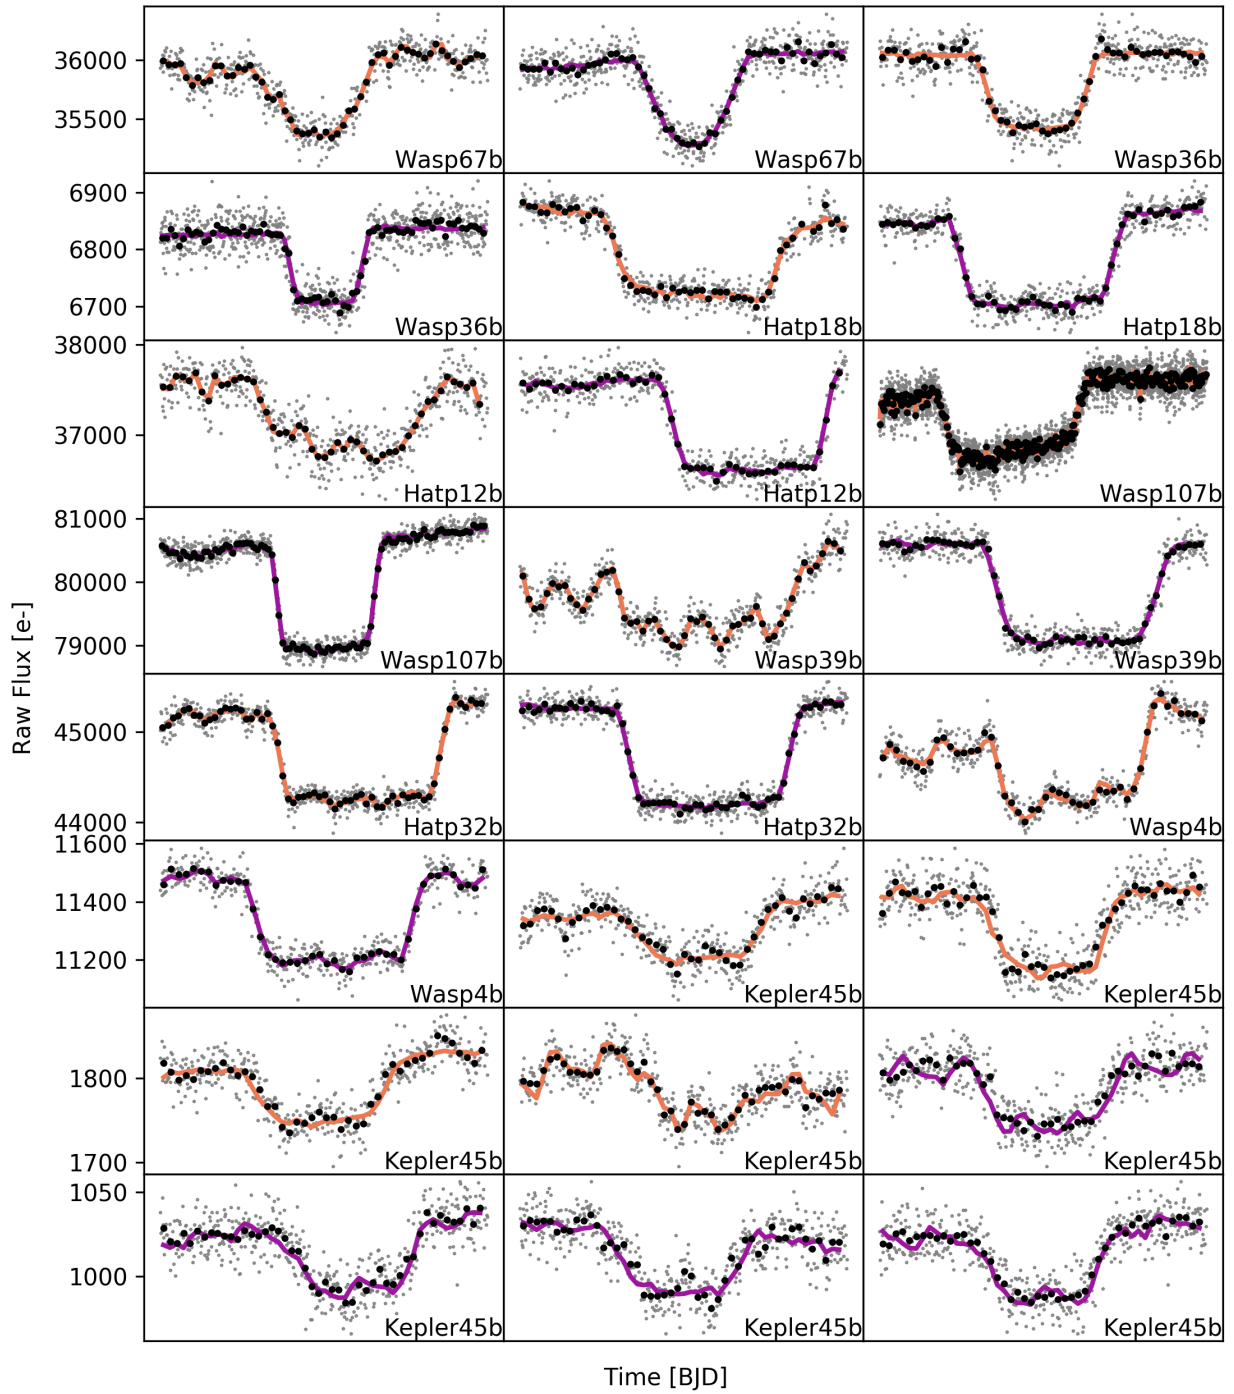 36000
35500
Wasp67b
Wasp67b
Wasp36b
6900
6800
6700
Wasp36b
Hatp18b
Hatp18b
38000
37000
Hatp12b
Hatp12b
Wasp107b
81000
80000
79000
Wasp107b
Wasp39b
Wasp39b
Raw Flux [e-]
45000
44000
Hatp32b
Hatp32b
Wasp4b
11600
11400
11200
Wasp4b
Kepler45b
Kepler45b
1800
1700
Kepler45b
Kepler45b
Kepler45b
1050
1000
Kepler45b
Kepler45b
Kepler45b
Time [BJD]